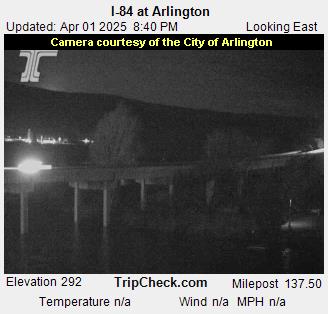 I-84 at Arlington
Updated: Apr 01 2025 8:40 PM Looking East
Camera courtesy of the City of Arlington
Elevation 292 TripCheck.com Milepost 137.50
Temperature n/a Wind n/a MPH n/a